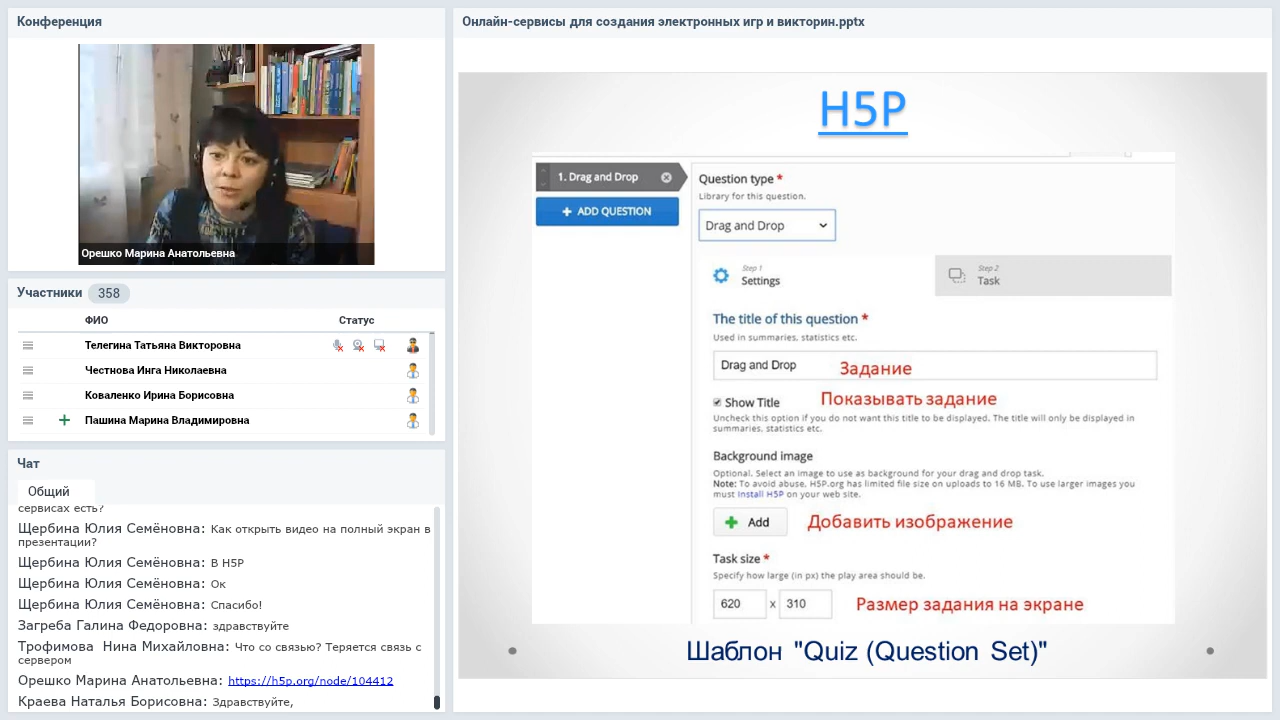 Конференция
Орешко Марина Анатольевна
Участники 358
ФИО Статус
Телегина Татьяна Викторовна
Честнова Инга Николаевна
Коваленко Ирина Борисовна
Пашина Марина Владимировна
Чат
Общий
сервисах есть?
Щербина Юлия Семёновна: Как открыть видео на полный экран в
презентации?
Щербина Юлия Семёновна: В H5P
Щербина Юлия Семёновна: Ок
Щербина Юлия Семёновна: Спасибо!
Загреба Галина Федоровна: здравствуйте
Трофимова Нина Михайловна: Что со связью? Теряется связь с
сервером
Орешко Марина Анатольевна: https://h5p.org/node/104412
Краева Наталья Борисовна: Здравствуйте,
Онлайн-сервисы для создания электронных игр и викторин.pptx
H5P
1. Drag and Drop
ADD QUESTION
Question type *
Library for this question.
Drag and Drop
Step 1
Settings
Step 2
Task
The title of this question *
Used in summaries, statistics etc.
Drag and Drop Задание
Show Title Показывать задание
Uncheck this option if you do not want this title to be displayed. The title will only be displayed in
summaries, statistics etc.
Background image
Optional. Select an image to use as background for your drag and drop task.
Note: To avoid abuse, H5P.org has limited file size on uploads to 16 MB. To use larger images you
must install H5P on your web site.
Add Добавить изображение
Task size *
Specify how large (in px) the play area should be.
620 x 310 Размер задания на экране
Шаблон "Quiz (Question Set)"